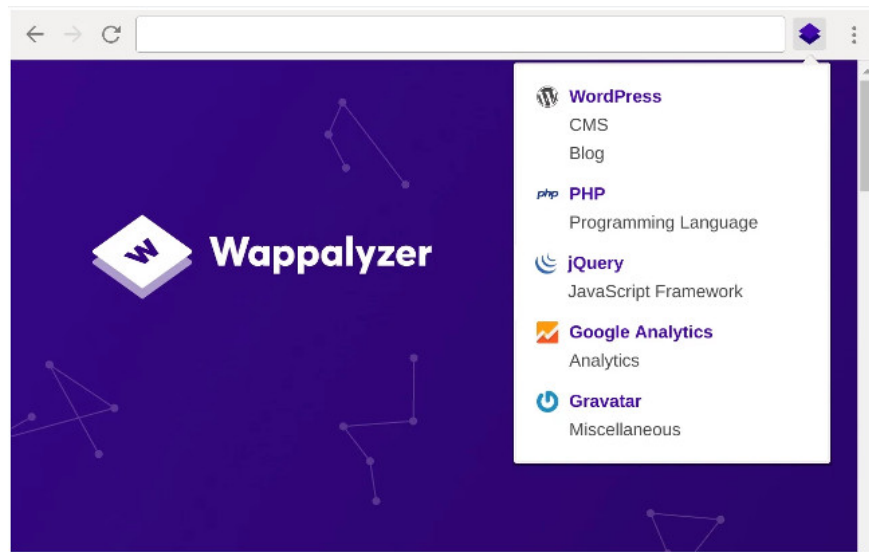 W
Wappalyzer
WordPress
CMS
Blog
php PHP
Programming Language
jQuery
JavaScript Framework
Google Analytics
Analytics
Gravatar
Miscellaneous